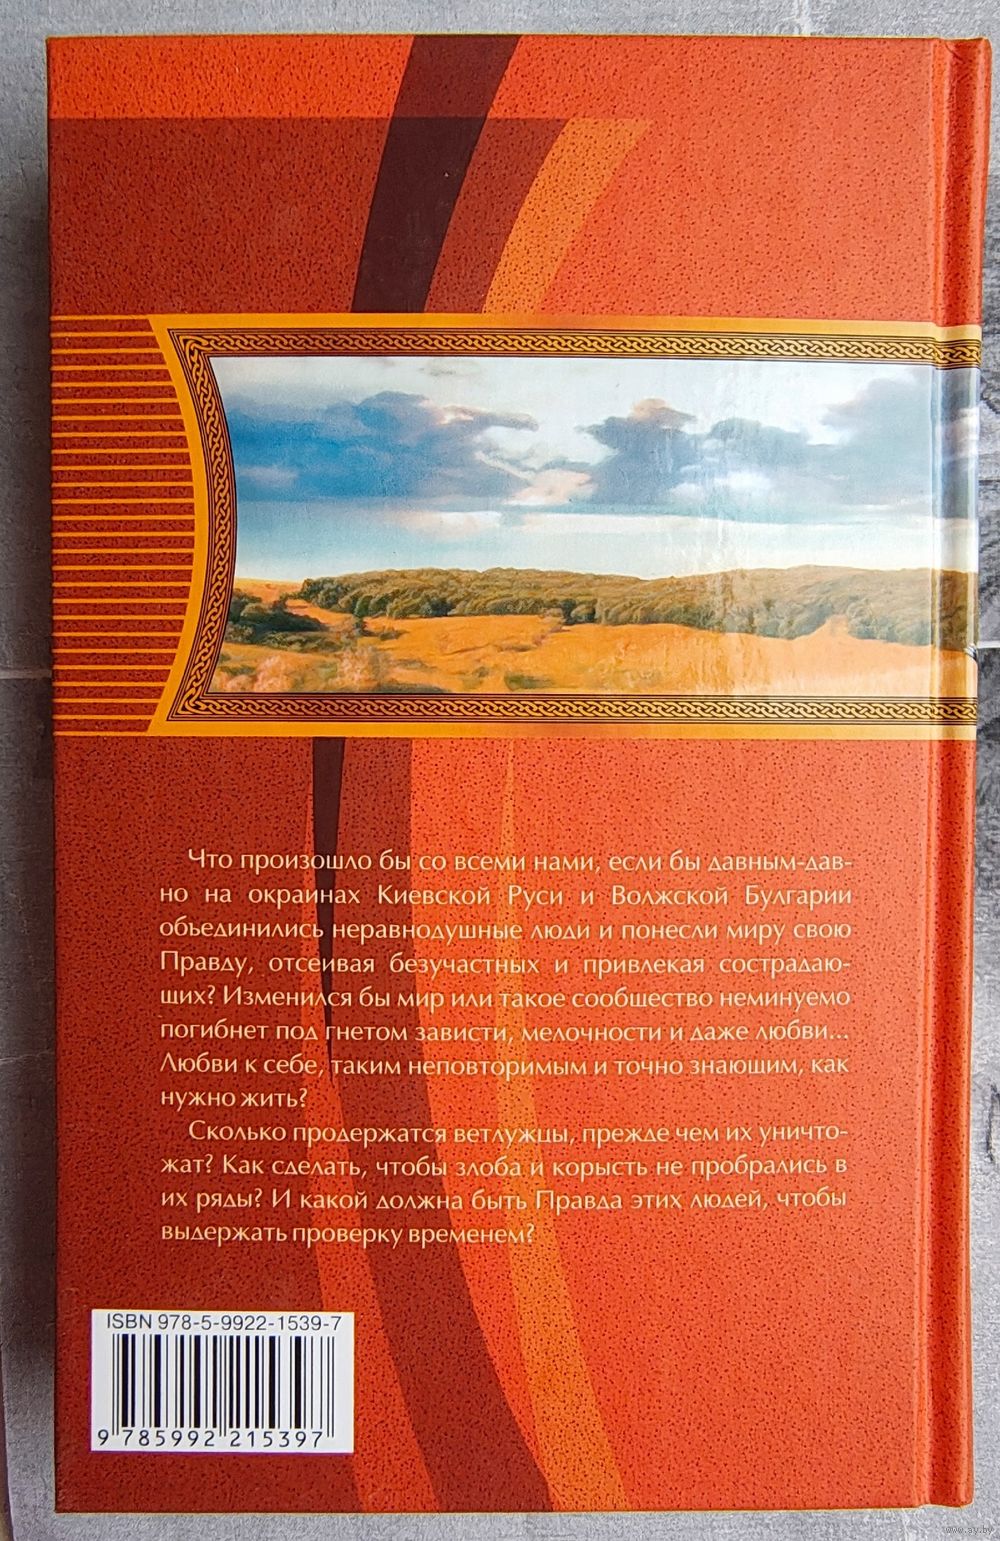 Что произошло бы со всеми нами, если бы давным-дав-
но на окраинах Киевской Руси и Волжской Булгарии
объединились неравнодушные люди и понесли миру свою
Правду, отсеивая безучастных и привлекая сострадаю-
щих? Изменился бы мир или такое сообщество неминуемо
погибнет под гнетом зависти, мелочности и даже любви...
Любви к себе, таким неповторимым и точно знающим, как
нужно жить?
Сколько продержатся ветлужцы, прежде чем их уничто-
жат? Как сделать, чтобы злоба и корысть не пробрались в
их ряды? И какой должна быть Правда этих людей, чтобы
выдержать проверку временем?
ISBN 978-5-9922-1539-7
9 785992 215397
www.ay.by